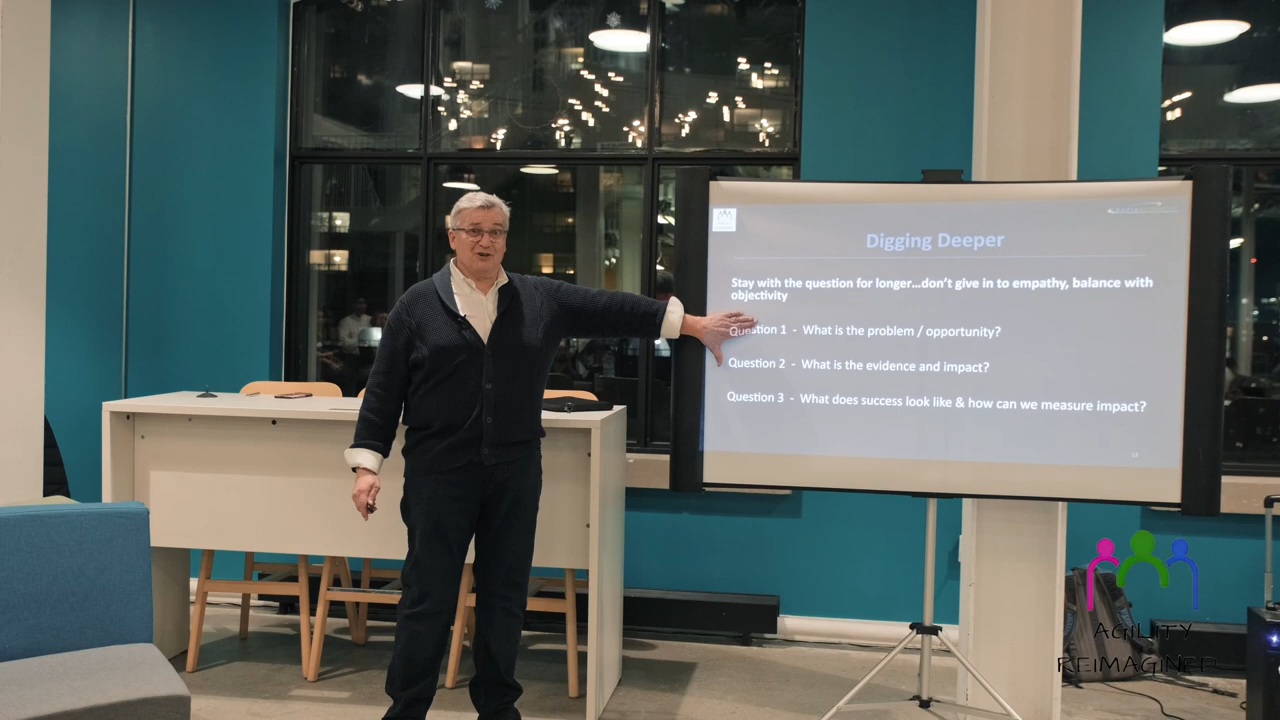 Digging Deeper
Stay with the question for longer...don't give in to empathy, balance with
objectivity
Question 1 - What is the problem / opportunity?
Question 2 - What is the evidence and impact?
Question 3 - What does success look like & how can we measure impact?
AGiLiTY
REiMAGiNED